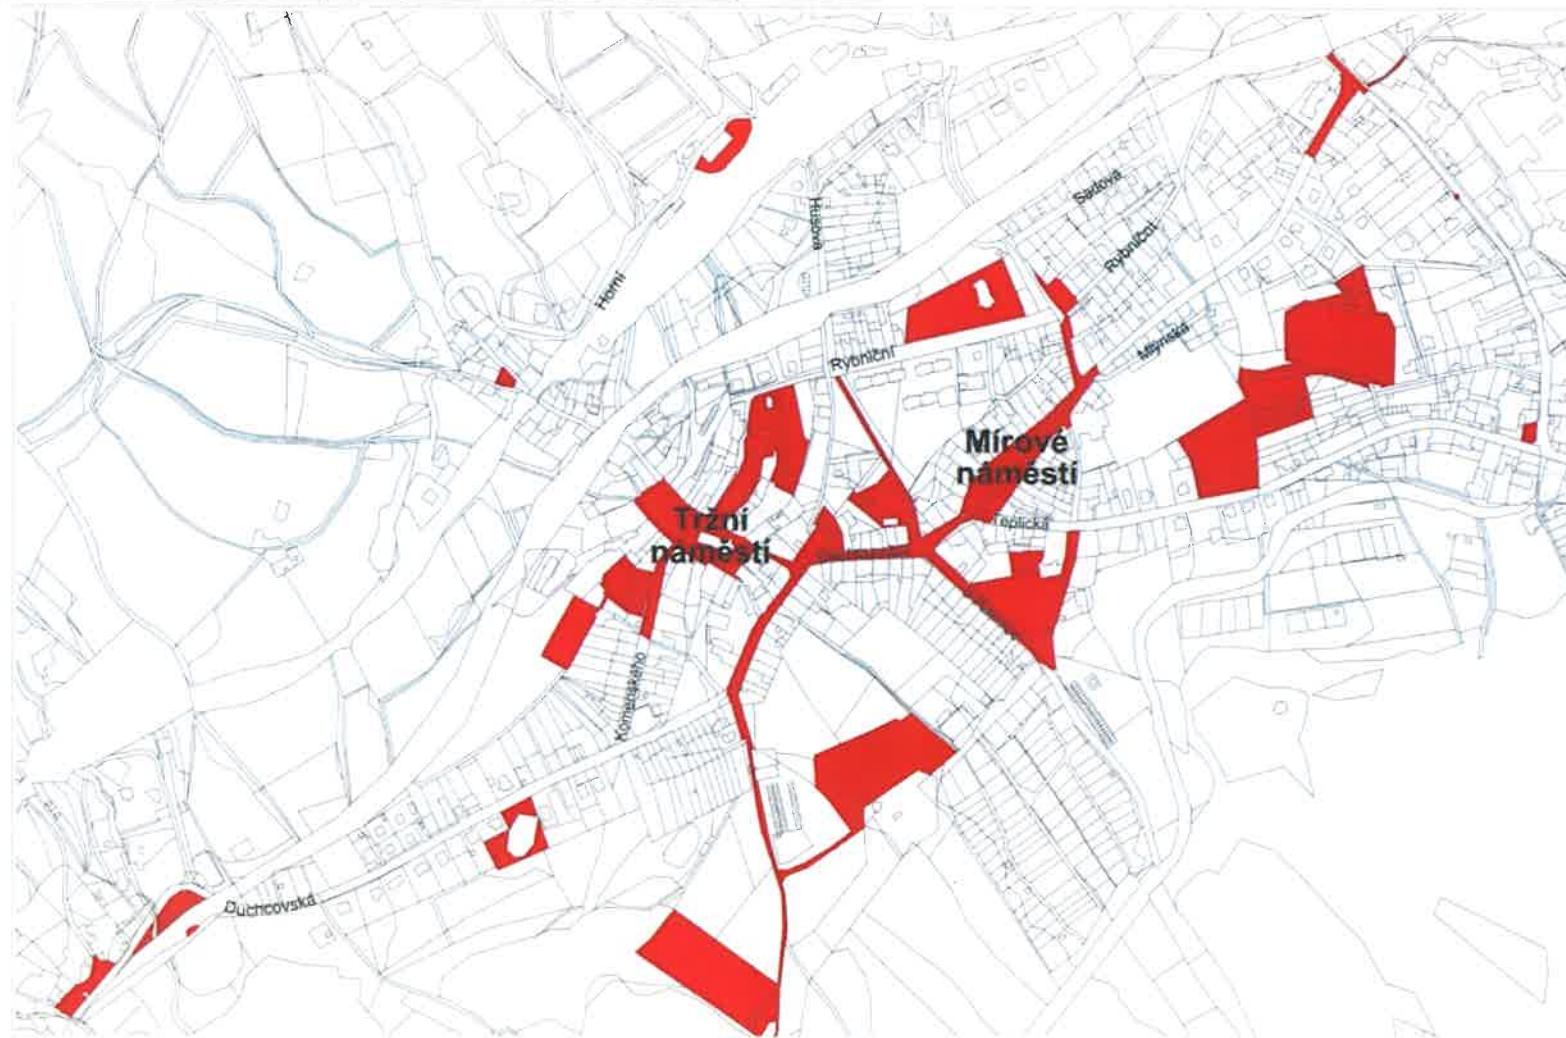 Sadová
Husova
Rybniční
Horní
Mlýnská
Rybniční
Mírové
náměstí
Tržní
náměstí
Teplická
Komenského
Duchcovská